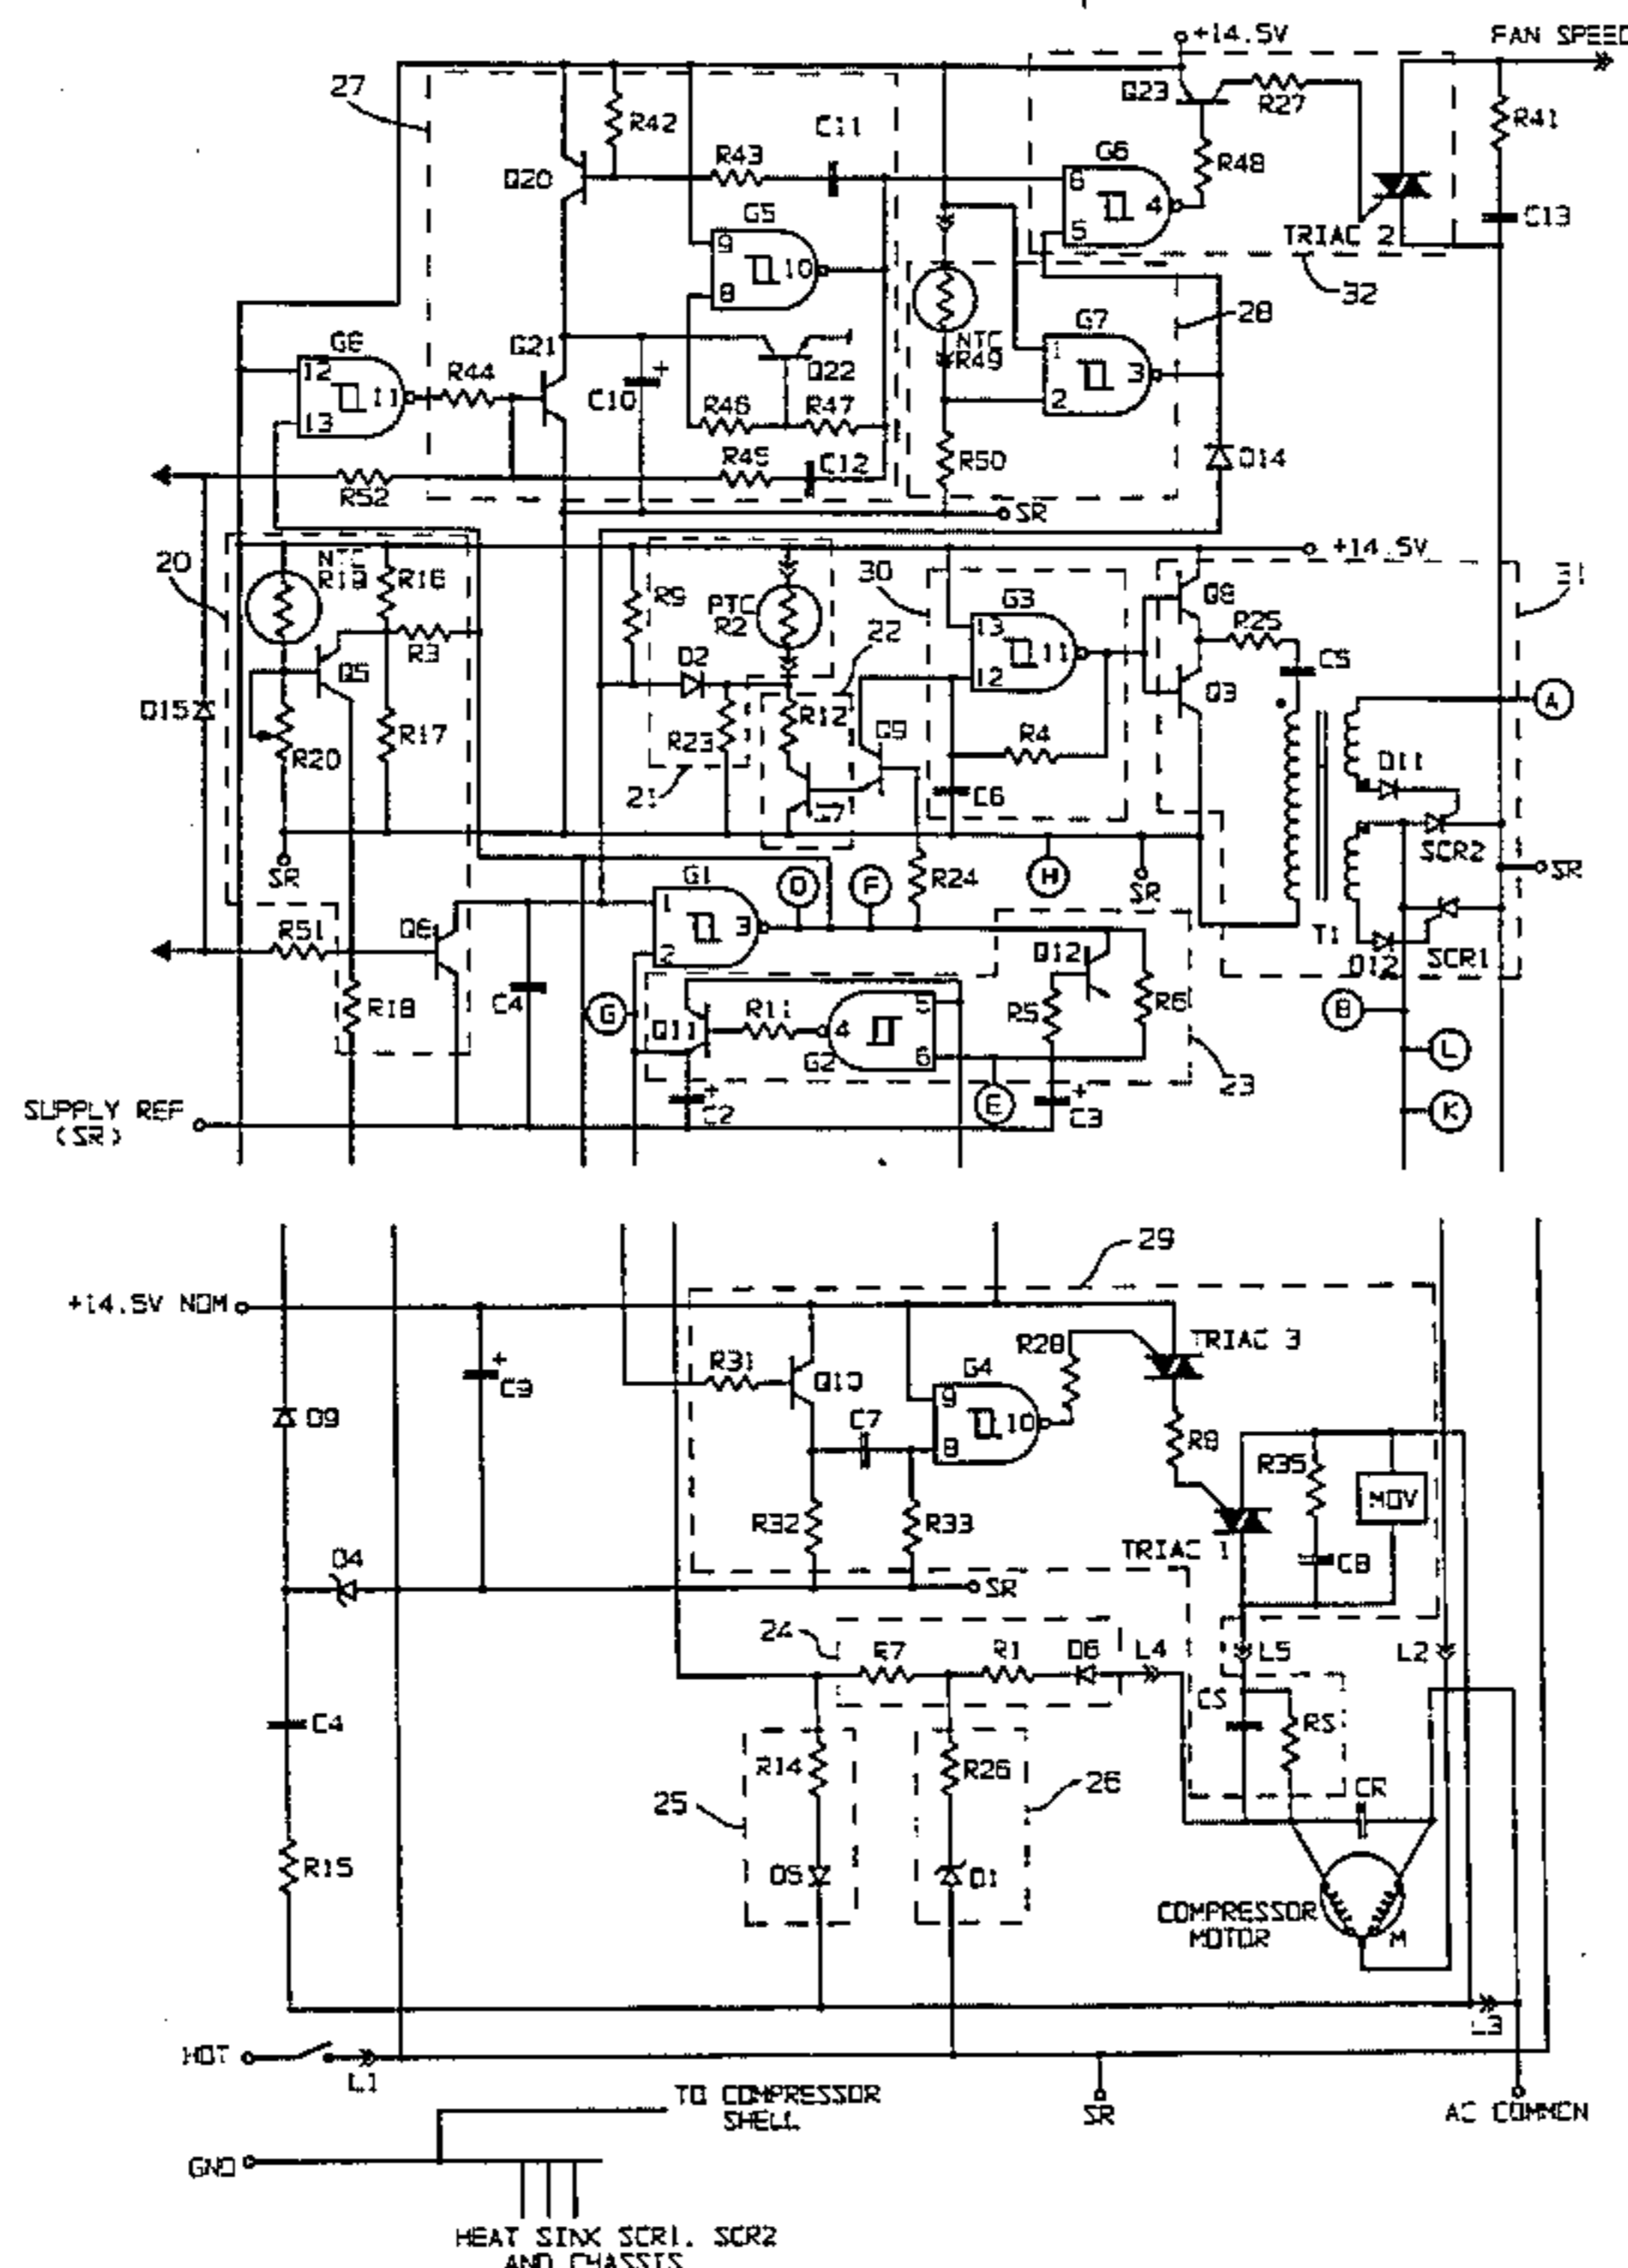 +14.5V
FAN SPEED
27
Q23
R27
R42
C11
R41
R43
G6
R48
Q20
6
G5
4
9
5
C13
TRIAC 2
10
8
32
28
G7
G6
G21
NTC
R49
1
12
R44
Q22
3
11
C10
2
13
R46
R47
R45
C12
R50
D14
R52
SR
+14.5V
20
NTC
R19
R16
30
31
R9
PTC
R2
G3
Q8
13
R25
22
R3
D2
11
C5
Q5
12
Q3
A
D15
R12
R17
R4
R20
R23
Q9
D11
21
C6
Q7
SCR2
SR
G1
D
F
R24
H
SR
SR
1
R51
Q6
3
T1
Q12
2
D12
SCR1
C4
R11
5
R5
R6
B
R18
G
Q11
4
G2
6
L
23
SUPPLY REF
(SR)
C2
E
C3
K
29
+14.5V NOM
R28
TRIAC 3
R31
G4
C9
Q10
9
D9
C7
10
R8
8
R35
MOV
R32
R33
TRIAC 1
C8
D4
SR
24
R7
R1
D6
L4
L5
L2
CS
RS
C4
R14
R26
26
CR
25
R15
D5
D1
COMPRESSOR
MOTOR
M
L3
HOT
L1
TO COMPRESSOR
SHELL
SR
AC COMMON
GND
HEAT SINK SCR1, SCR2
AND CHASSIS